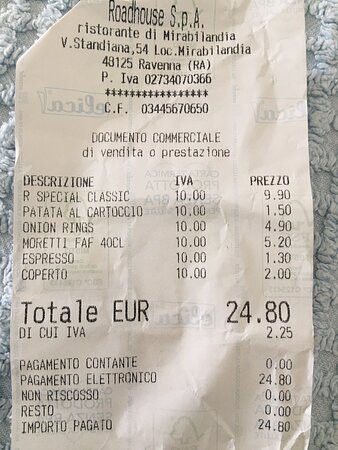 Roadhouse S.p.A.
ristorante di Mirabilandia
V.Standiana,54 Loc.Mirabilandia
48125 Ravenna (RA)
P. Iva 02734070366
******************
C.F. 03445670650
DOCUMENTO COMMERCIALE
di vendita o prestazione
DESCRIZIONE IVA PREZZO
R SPECIAL CLASSIC 10.00 9.90
PATATA AL CARTOCCIO 10.00 1.50
ONION RINGS 10.00 4.90
MORETTI FAF 40CL 10.00 5.20
ESPRESSO 10.00 1.30
COPERTO 10.00 2.00
Totale EUR 24.80
DI CUI IVA 2.25
PAGAMENTO CONTANTE 0.00
PAGAMENTO ELETTRONICO 24.80
NON RISCOSSO 0.00
RESTO 0.00
IMPORTO PAGATO 24.80